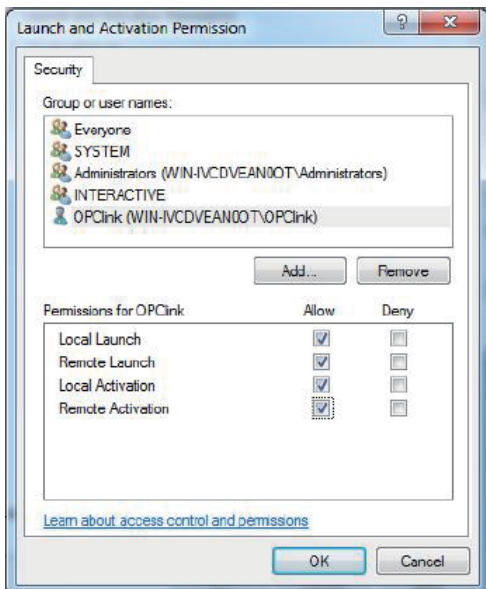 Launch and Activation Permission
Security
Group or user names:
Everyone
SYSTEM
Administrators (WIN-IVCDVEAN0OT\Administrators)
INTERACTIVE
OPClink (WIN-IVCDVEAN0OT\OPClink)
Add...
Remove
Permissions for OPClink
Allow
Deny
Local Launch
Remote Launch
Local Activation
Remote Activation
Learn about access control and permissions
OK
Cancel